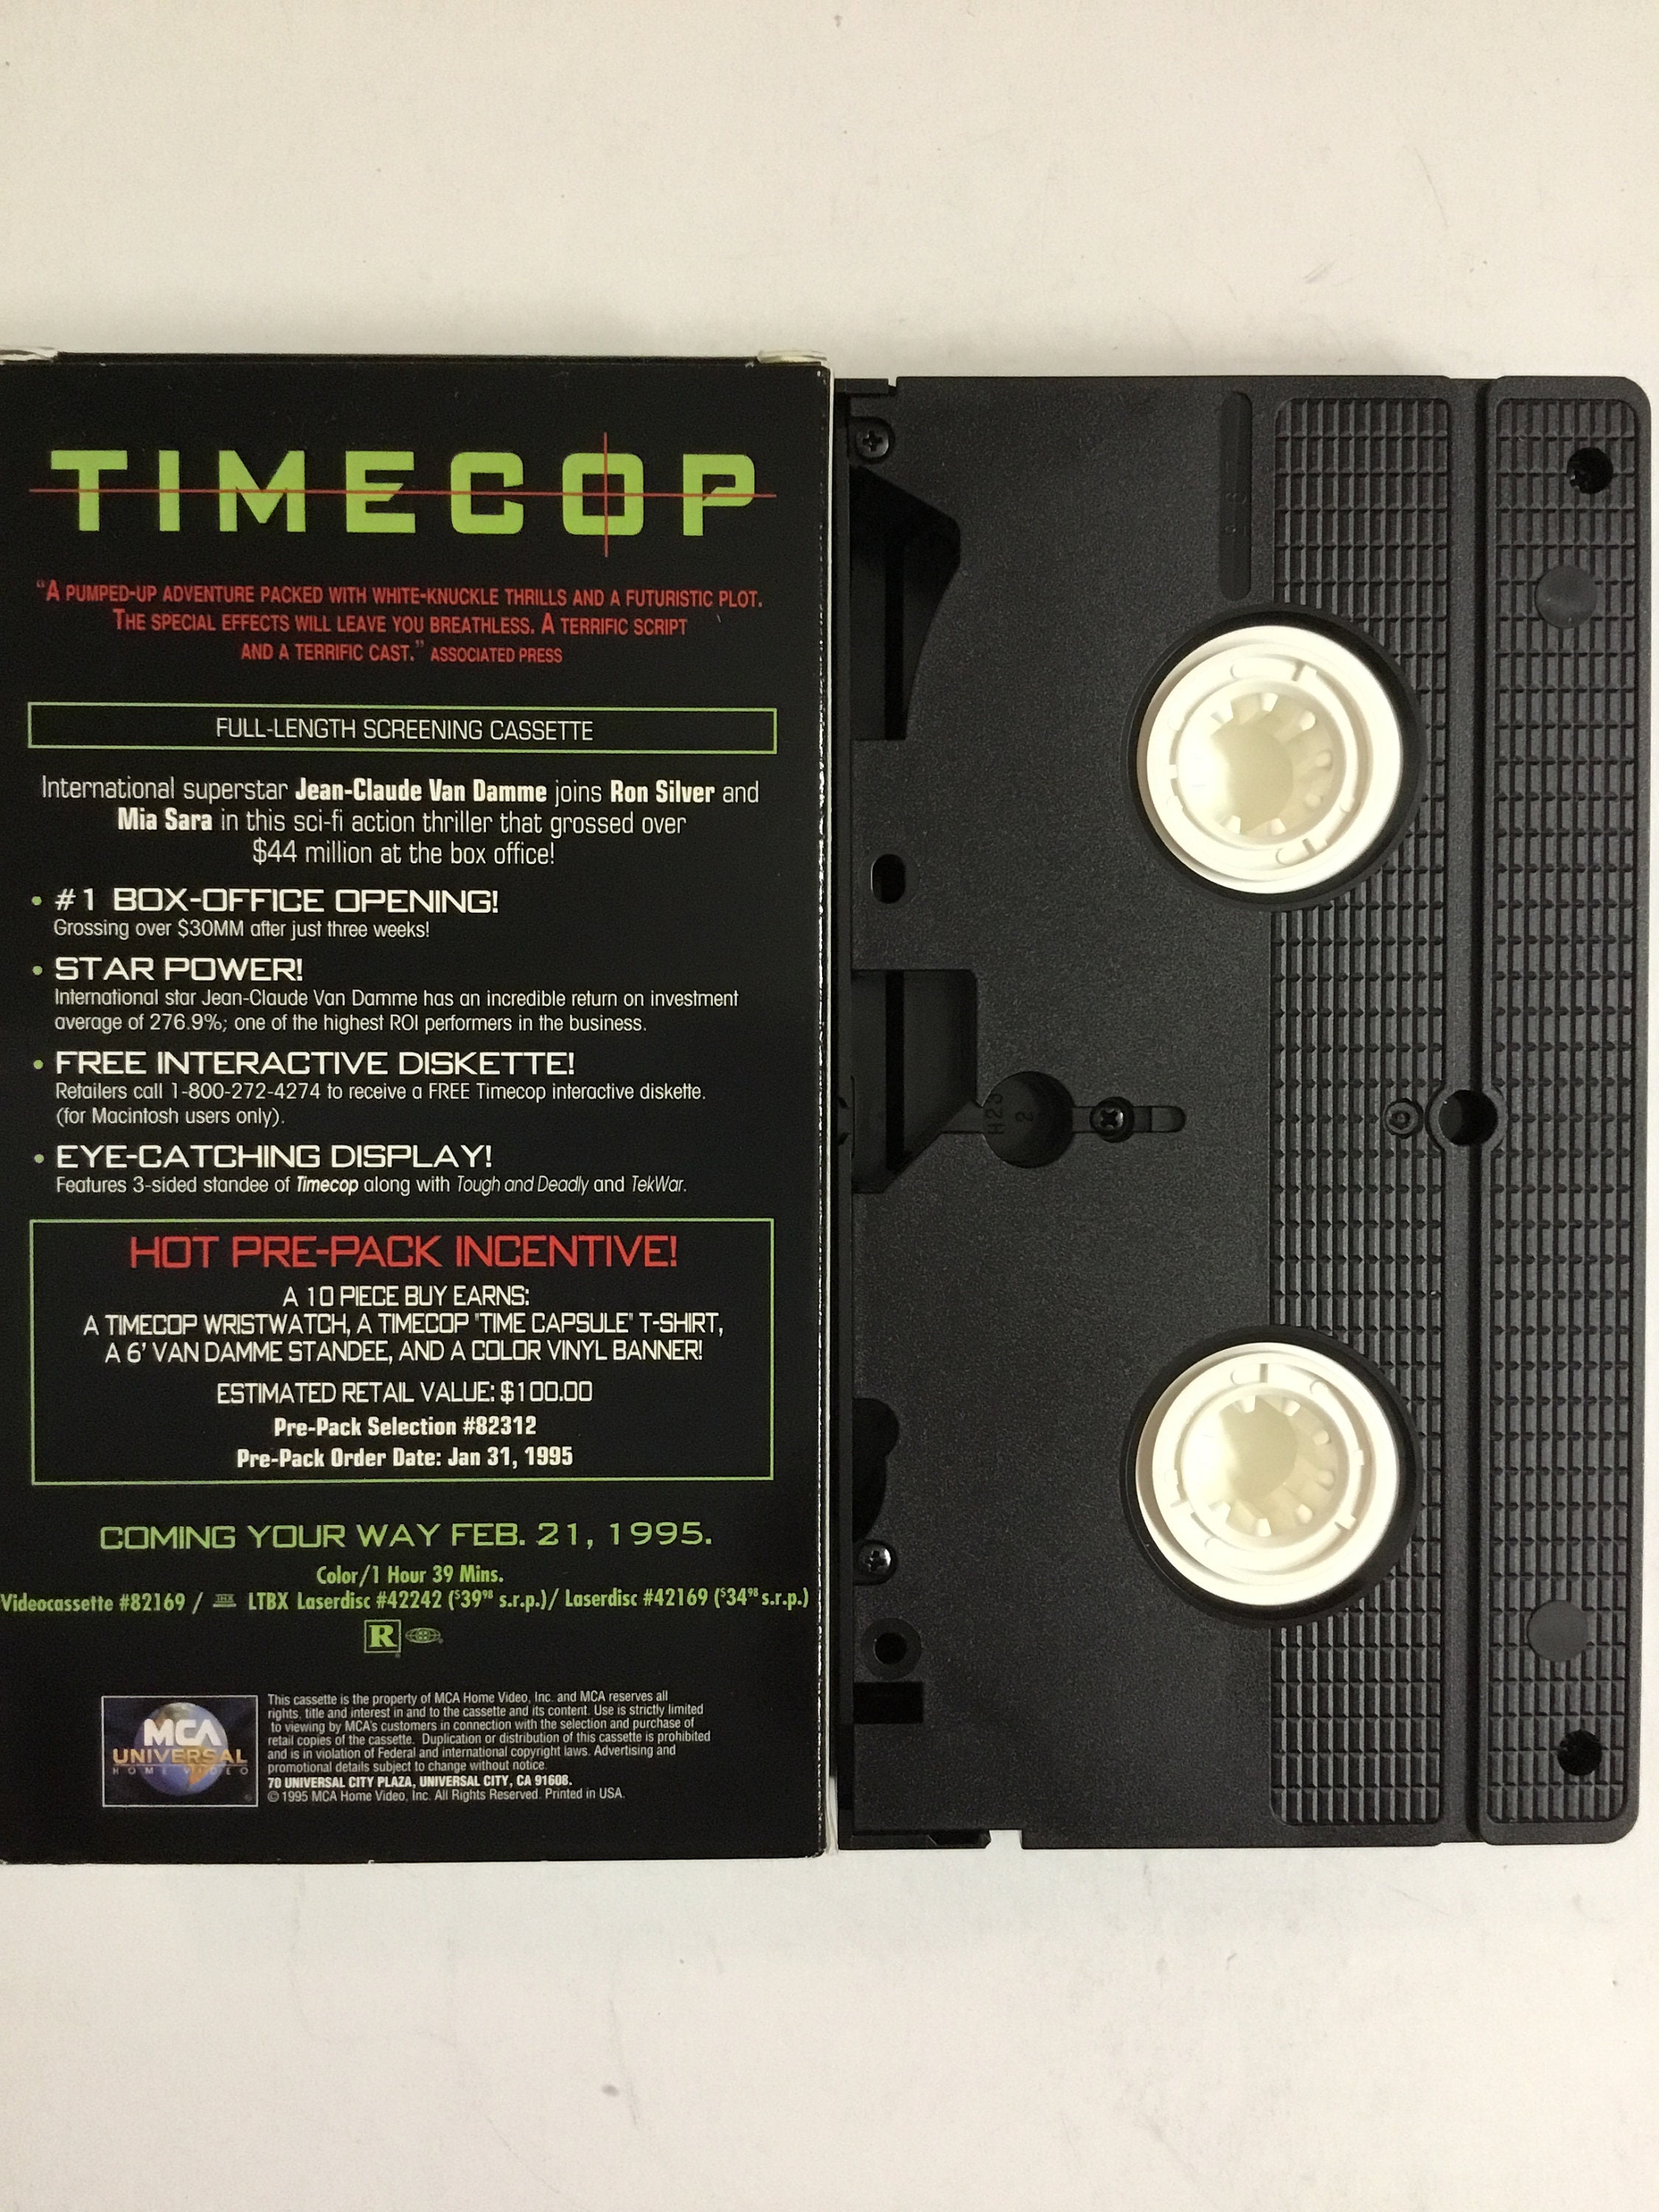 TIMECOP
"A PUMPED-UP ADVENTURE PACKED WITH WHITE-KNUCKLE THRILLS AND A FUTURISTIC PLOT.
THE SPECIAL EFFECTS WILL LEAVE YOU BREATHLESS. A TERRIFIC SCRIPT
AND A TERRIFIC CAST." ASSOCIATED PRESS
FULL-LENGTH SCREENING CASSETTE
International superstar Jean-Claude Van Damme joins Ron Silver and
Mia Sara in this sci-fi action thriller that grossed over
$44 million at the box office!
• #1 BOX-OFFICE OPENING!
Grossing over $30MM after just three weeks!
• STAR POWER!
International star Jean-Claude Van Damme has an incredible return on investment
average of 276.9%; one of the highest ROI performers in the business.
• FREE INTERACTIVE DISKETTE!
Retailers call 1-800-272-4274 to receive a FREE Timecop interactive diskette.
(for Macintosh users only).
• EYE-CATCHING DISPLAY!
Features 3-sided standee of Timecop along with Tough and Deadly and TekWar.
HOT PRE-PACK INCENTIVE!
A 10 PIECE BUY EARNS:
A TIMECOP WRISTWATCH, A TIMECOP "TIME CAPSULE" T-SHIRT,
A 6' VAN DAMME STANDEE, AND A COLOR VINYL BANNER!
ESTIMATED RETAIL VALUE: $100.00
Pre-Pack Selection #82312
Pre-Pack Order Date: Jan 31, 1995
COMING YOUR WAY FEB. 21, 1995.
Color/1 Hour 39 Mins.
Videocassette #82169 / THX LTBX Laserdisc #42242 ($39⁹⁸ s.r.p.)/ Laserdisc #42169 ($34⁹⁸ s.r.p.)
R
MCA
UNIVERSAL
HOME VIDEO
This cassette is the property of MCA Home Video, Inc. and MCA reserves all
rights, title and interest in and to the cassette and its content. Use is strictly limited
to viewing by MCA's customers in connection with the selection and purchase of
retail copies of the cassette. Duplication or distribution of this cassette is prohibited
and is in violation of Federal and international copyright laws. Advertising and
promotional details subject to change without notice.
70 UNIVERSAL CITY PLAZA, UNIVERSAL CITY, CA 91608.
© 1995 MCA Home Video, Inc. All Rights Reserved. Printed in USA.
H23
2